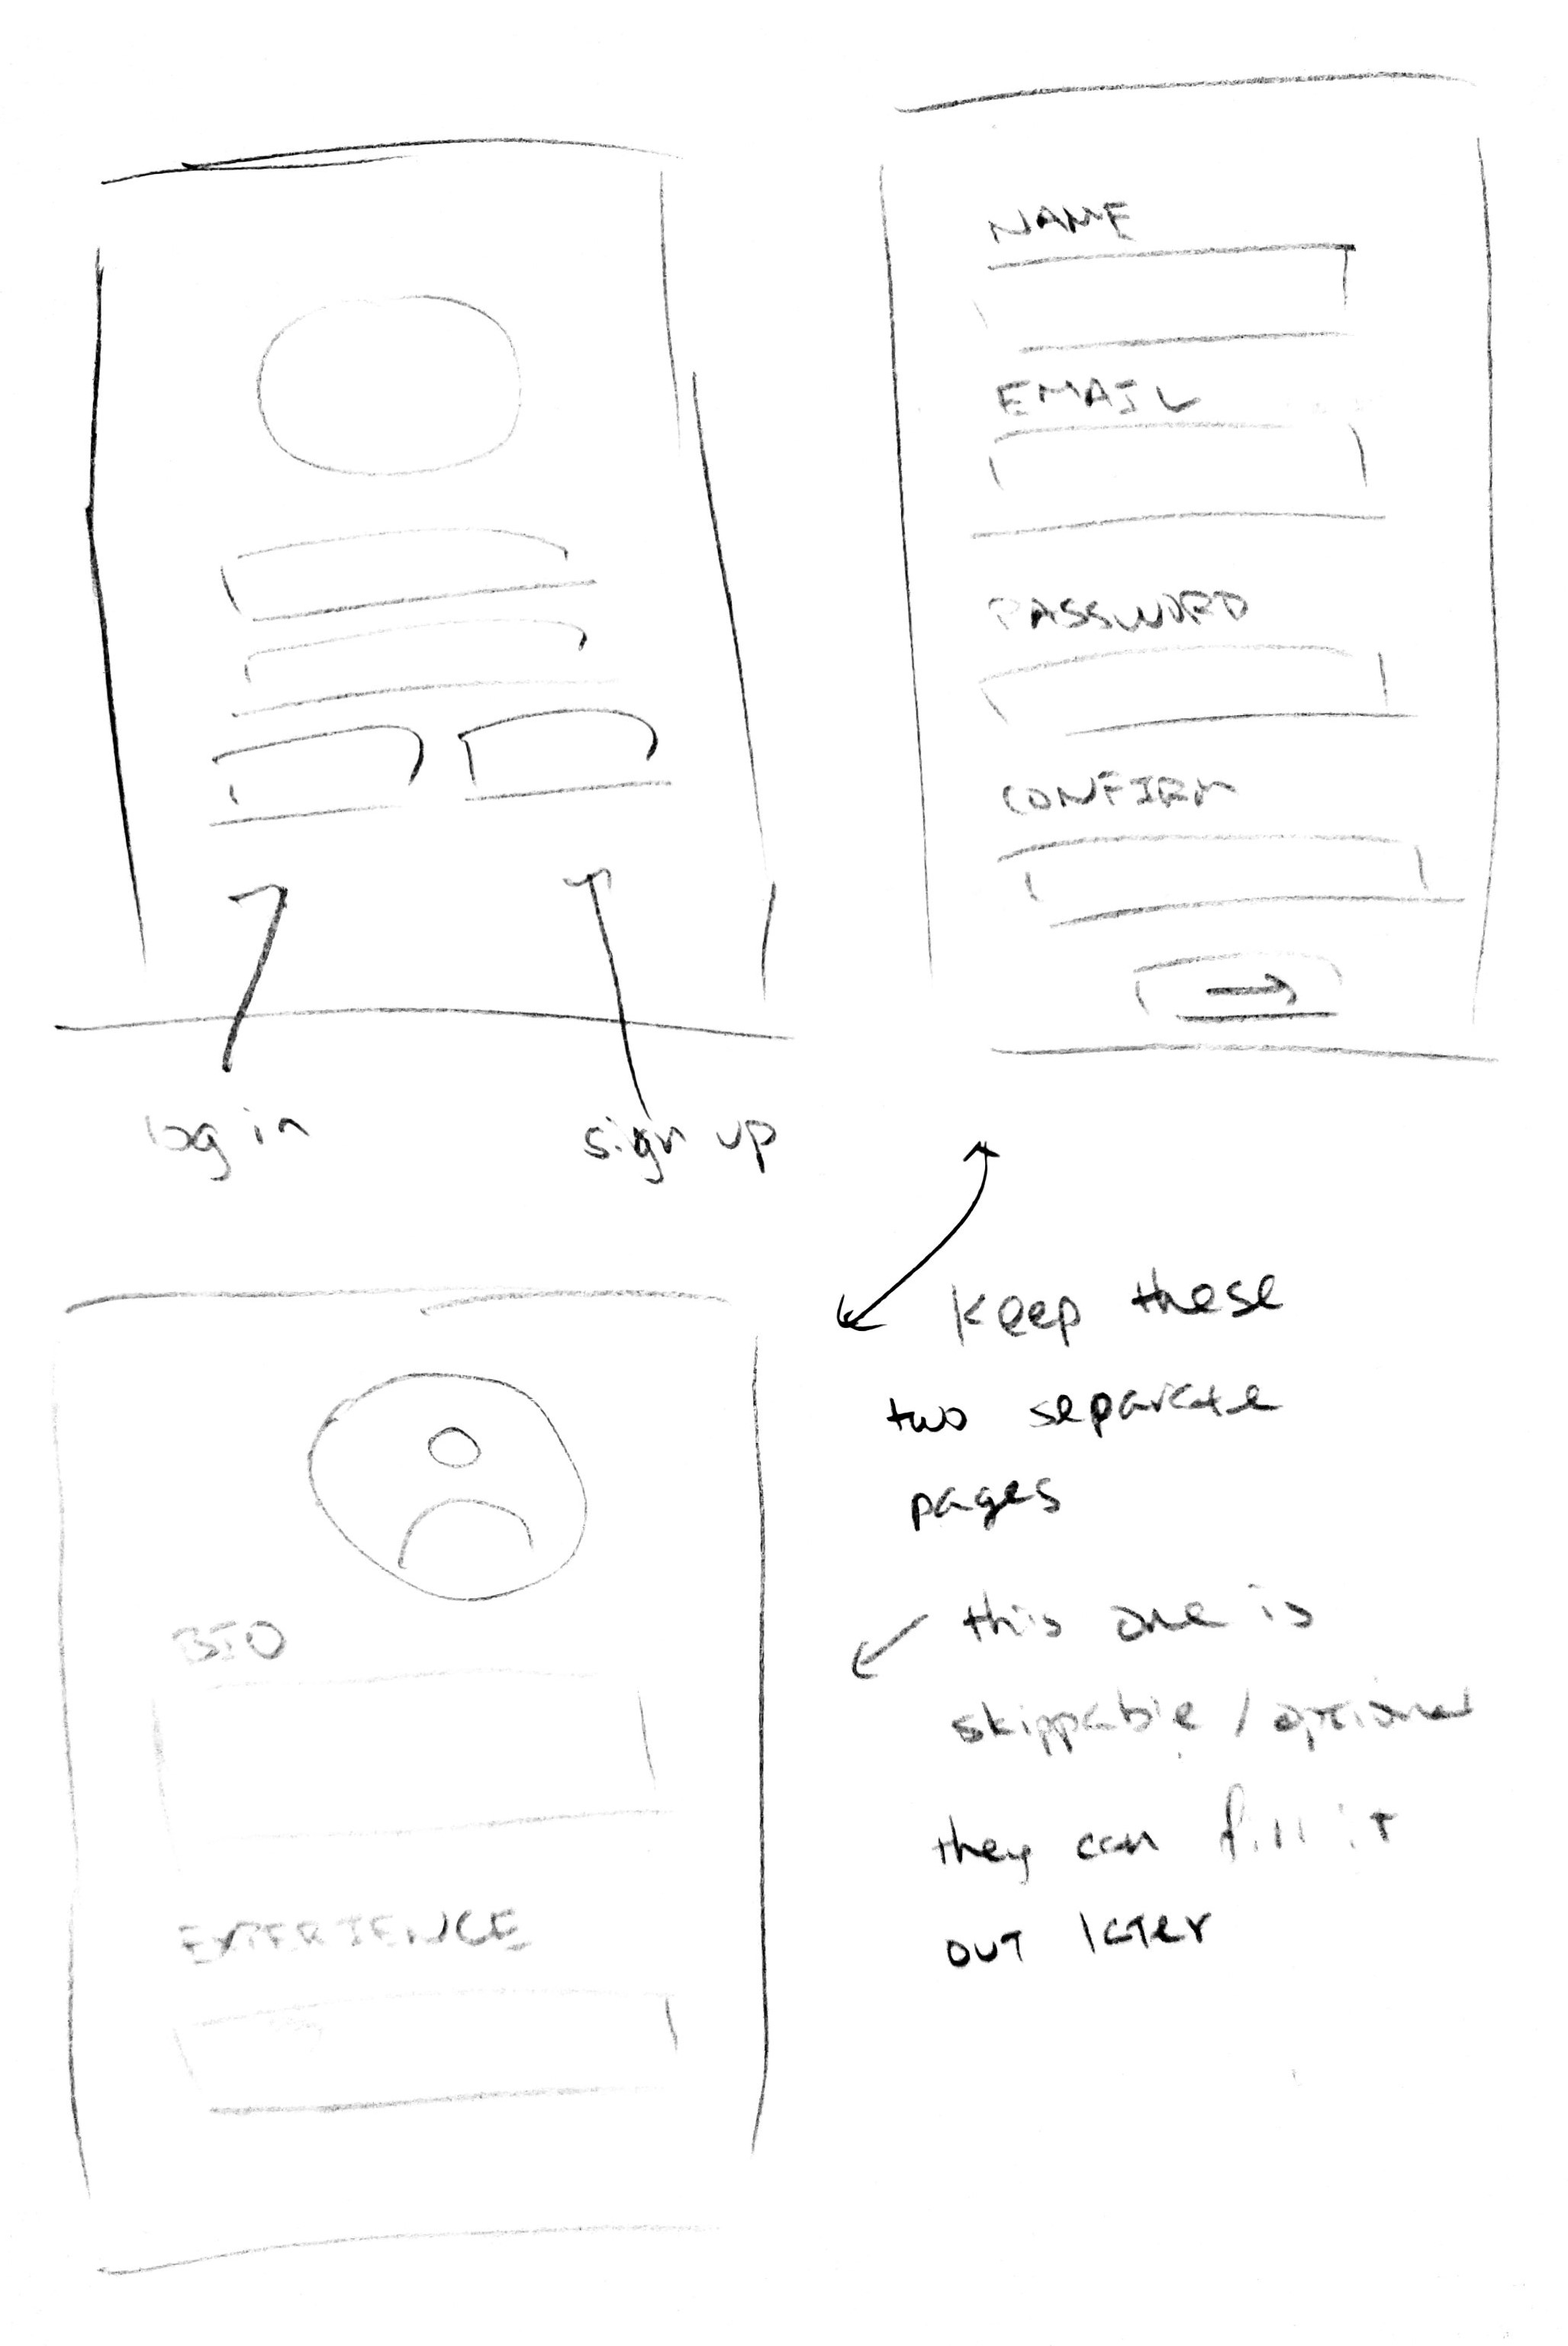 NAME
EMAIL
PASSWORD
CONFIRM
log in
sign up
Keep these
two separate
pages
this one is
skippable / optional
they can fill it
out later
BIO
EXPERIENCE